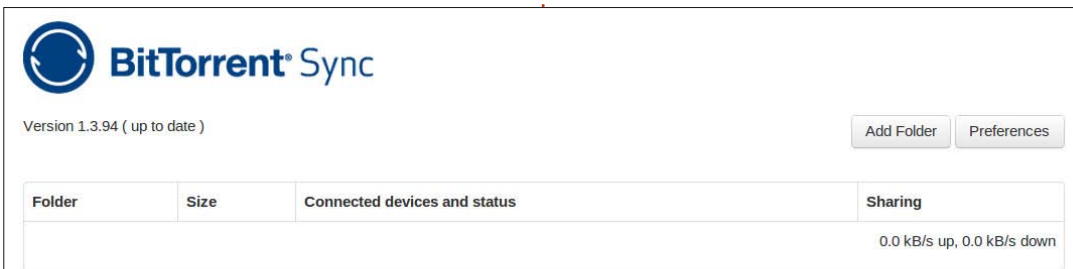 BitTorrent® Sync
Version 1.3.94 ( up to date )
Add Folder Preferences
Folder Size Connected devices and status Sharing
0.0 kB/s up, 0.0 kB/s down